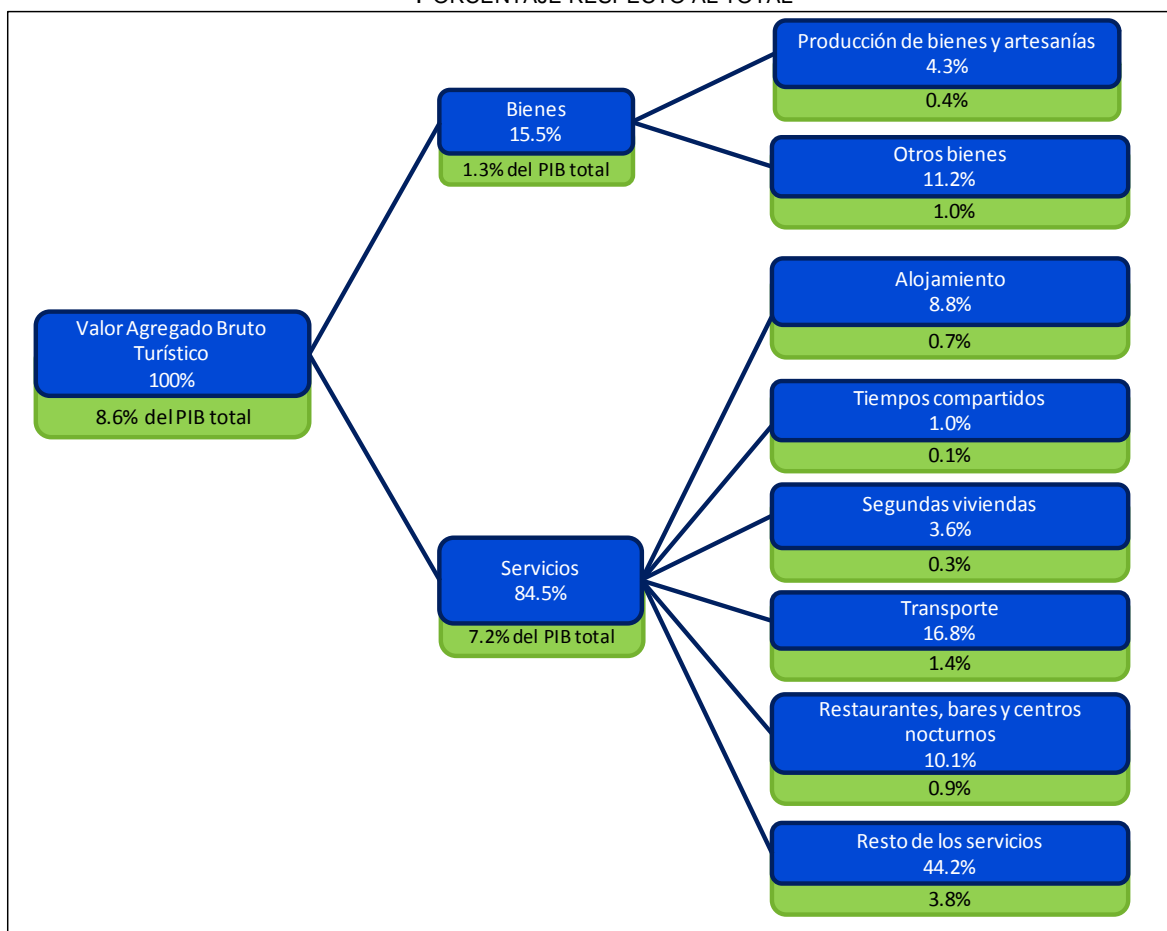 PORCENTAJE RESPECTO AL TOTAL
Producción de bienes y artesanías
4.3%
0.4%
Bienes
15.5%
1.3% del PIB total
Otros bienes
11.2%
1.0%
Alojamiento
8.8%
0.7%
Valor Agregado Bruto
Turístico
100%
8.6% del PIB total
Tiempos compartidos
1.0%
0.1%
Segundas viviendas
3.6%
0.3%
Servicios
84.5%
7.2% del PIB total
Transporte
16.8%
1.4%
Restaurantes, bares y centros
nocturnos
10.1%
0.9%
Resto de los servicios
44.2%
3.8%